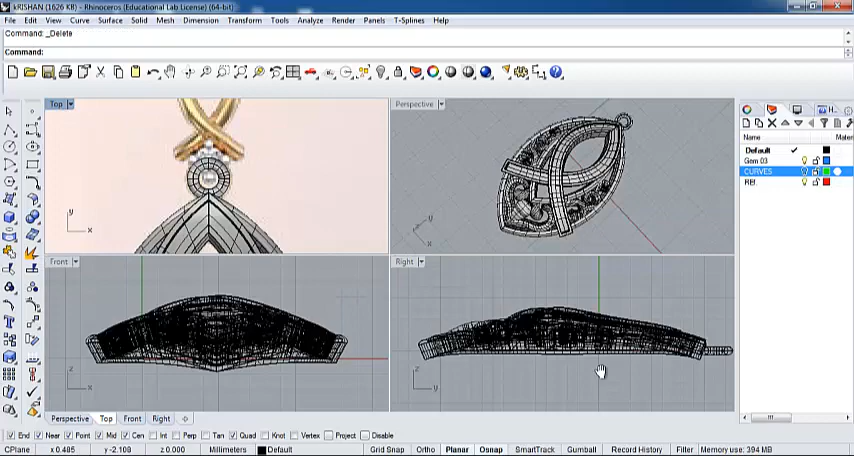 kRISHAN (1626 KB) - Rhinoceros (Educational Lab License) (64-bit)
File Edit View Curve Surface Solid Mesh Dimension Transform Tools Analyze Render Panels T-Splines Help
Command: _Delete
Command:
Top
Perspective
Name Mater
Default
Gem 03
CURVES
y
x
y
x
Front
Right
z
x
z
y
Perspective Top Front Right
End Near Point Mid Cen Int Perp Tan Quad Knot Vertex Project Disable
CPlane x 0.485 y -2.108 z 0.000 Millimeters Default Grid Snap Ortho Planar Osnap SmartTrack Gumball Record History Filter Memory use: 394 MB